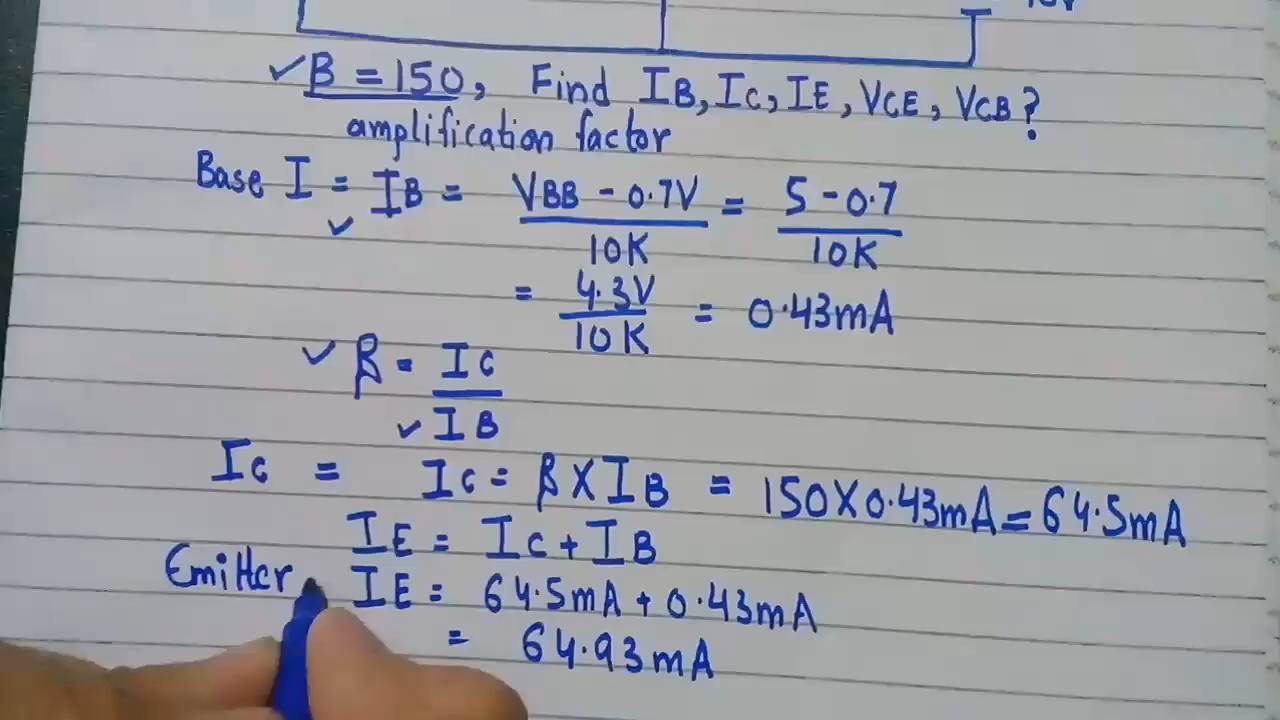 B = 150, Find IB, Ic, IE, VCE, VCB?
amplification factor
Base I = IB = VBB - 0.7V / 10K = 5 - 0.7 / 10K
= 4.3V / 10K = 0.43mA
β = Ic / IB
Ic = Ic = β X IB = 150X0.43mA = 64.5mA
IE = Ic + IB
Emitter IE = 64.5mA + 0.43mA
= 64.93mA